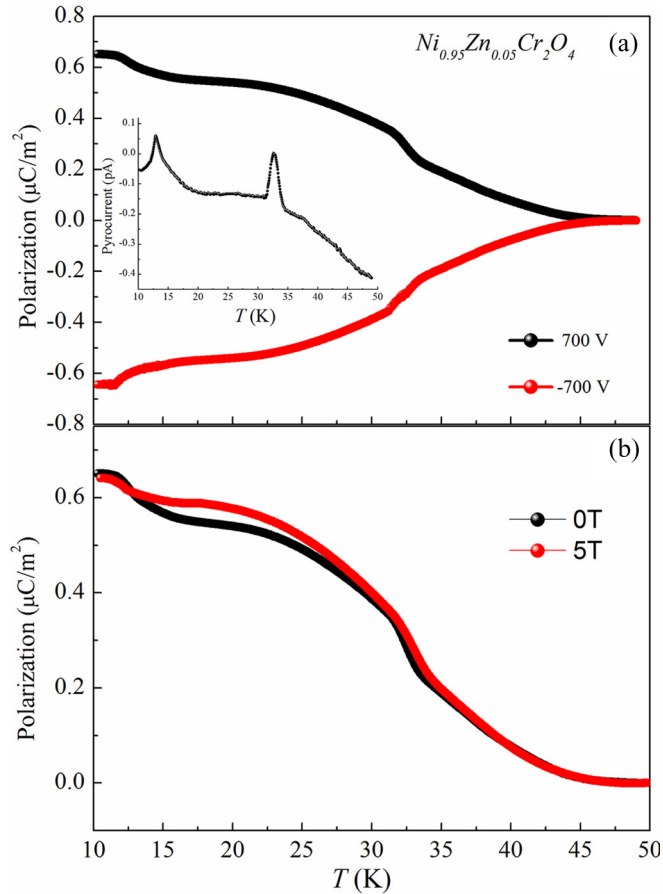 Ni0.95Zn0.05Cr2O4 (a)
Polarization (μC/m²)
0.8
0.6
0.4
0.2
0.0
-0.2
-0.4
-0.6
-0.8
Pyrocurrent (pA)
0.1
0.0
-0.1
-0.2
-0.3
-0.4
10 15 20 25 30 35 40 45 50
T (K)
700 V
-700 V
(b)
Polarization (μC/m²)
0.6
0.4
0.2
0.0
0T
5T
10 15 20 25 30 35 40 45 50
T (K)